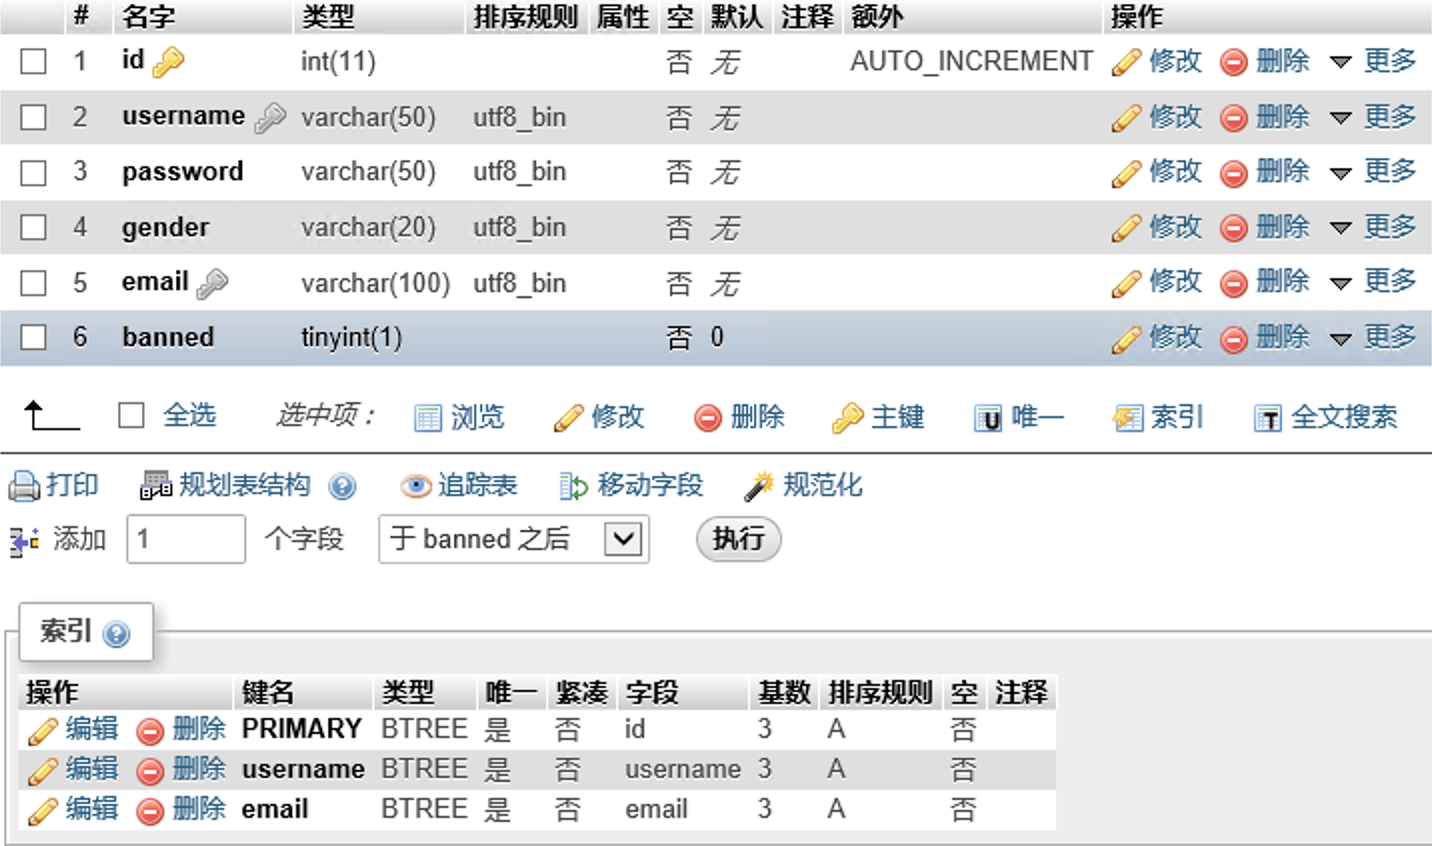 # 名字 类型 排序规则 属性 空 默认 注释 额外 操作
1 id int(11) 否 无 AUTO_INCREMENT 修改 删除 更多
2 username varchar(50) utf8_bin 否 无 修改 删除 更多
3 password varchar(50) utf8_bin 否 无 修改 删除 更多
4 gender varchar(20) utf8_bin 否 无 修改 删除 更多
5 email varchar(100) utf8_bin 否 无 修改 删除 更多
6 banned tinyint(1) 否 0 修改 删除 更多
全选 选中项： 浏览 修改 删除 主键 U 唯一 索引 T 全文搜索
打印 规划表结构 ? 追踪表 移动字段 规范化
添加 1 个字段 于 banned 之后 执行
索引 ?
操作 键名 类型 唯一 紧凑 字段 基数 排序规则 空 注释
编辑 删除 PRIMARY BTREE 是 否 id 3 A 否
编辑 删除 username BTREE 是 否 username 3 A 否
编辑 删除 email BTREE 是 否 email 3 A 否